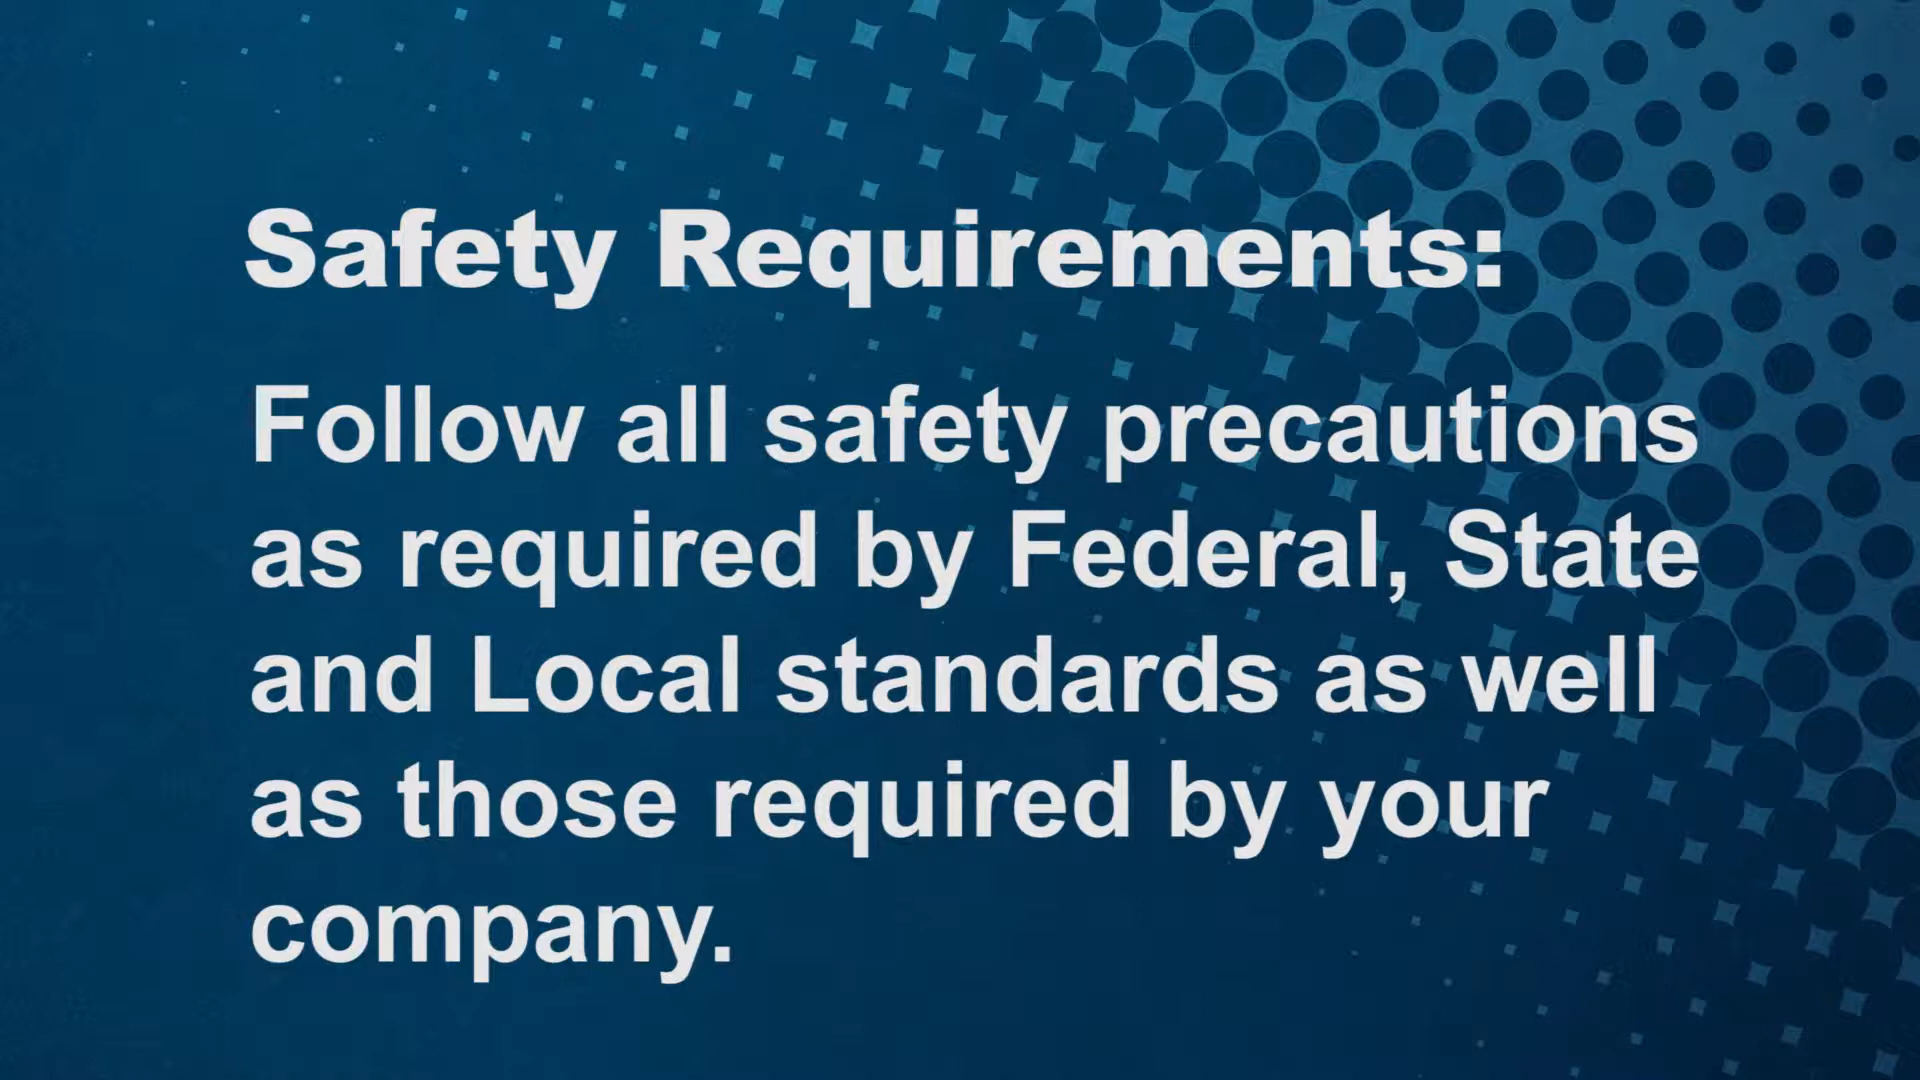 Safety Requirements:
Follow all safety precautions
as required by Federal, State
and Local standards as well
as those required by your
company.